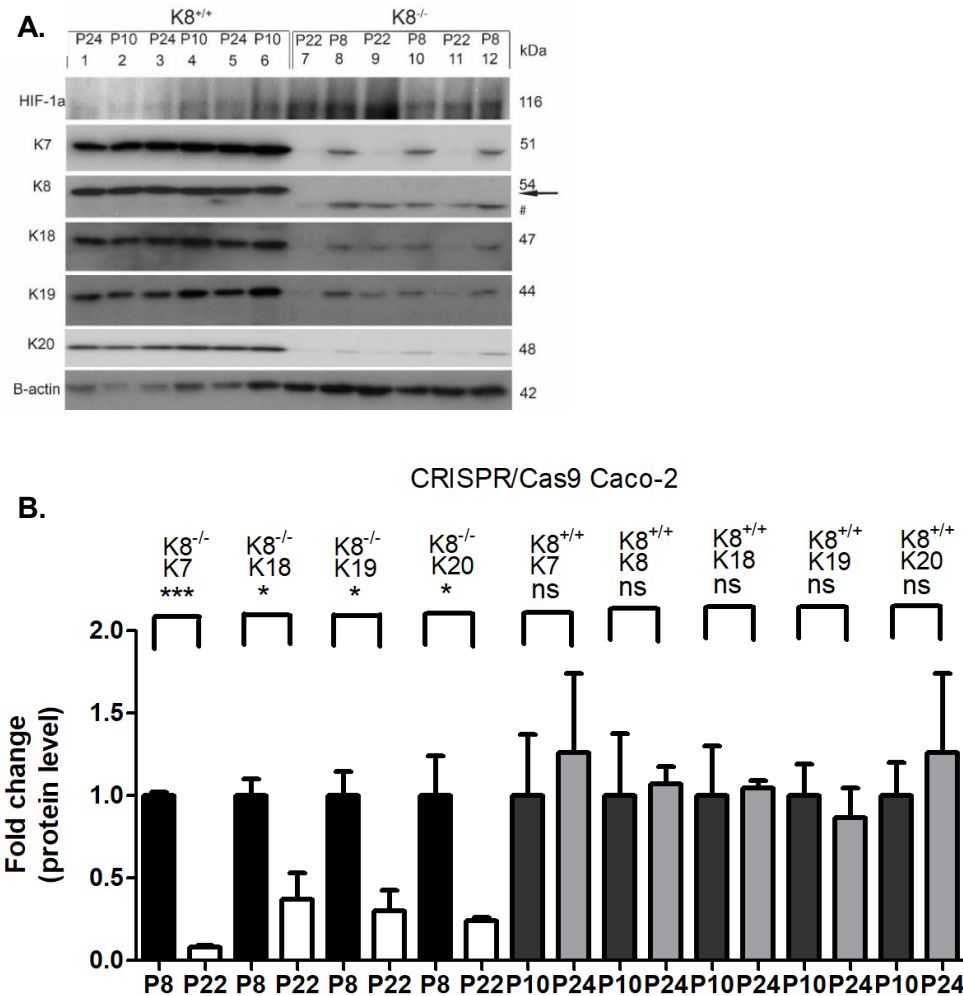 A.
K8+/+ K8-/-
P24 P10 P24 P10 P24 P10 P22 P8 P22 P8 P22 P8
1 2 3 4 5 6 7 8 9 10 11 12 kDa
HIF-1a 116
K7 51
K8 54
#
K18 47
K19 44
K20 48
B-actin 42
CRISPR/Cas9 Caco-2
B.
K8-/- K8-/- K8-/- K8-/- K8+/+ K8+/+ K8+/+ K8+/+ K8+/+
K7 K18 K19 K20 K7 K8 K18 K19 K20
*** * * * ns ns ns ns ns
2.0
1.5
1.0
0.5
0.0
Fold change
(protein level)
P8 P22 P8 P22 P8 P22 P8 P22 P10 P24 P10 P24 P10 P24 P10 P24 P10 P24